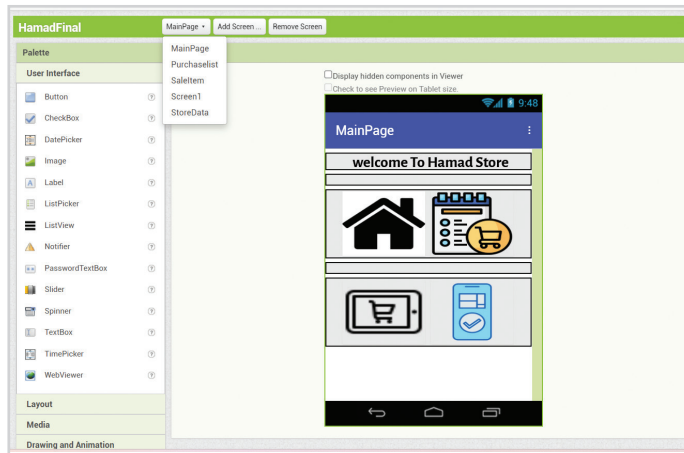 HamadFinal
MainPage
Add Screen ...
Remove Screen
MainPage
Purchaselist
SaleItem
Screen1
StoreData
Palette
User Interface
Button
CheckBox
DatePicker
Image
Label
ListPicker
ListView
Notifier
PasswordTextBox
Slider
Spinner
TextBox
TimePicker
WebViewer
Layout
Media
Drawing and Animation
Display hidden components in Viewer
Check to see Preview on Tablet size.
9:48
MainPage
welcome To Hamad Store